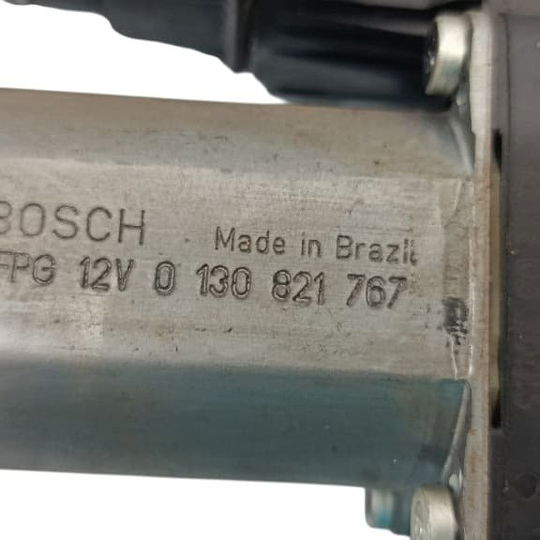 BOSCH Made in Brazil
FPG 12V 0 130 821 767